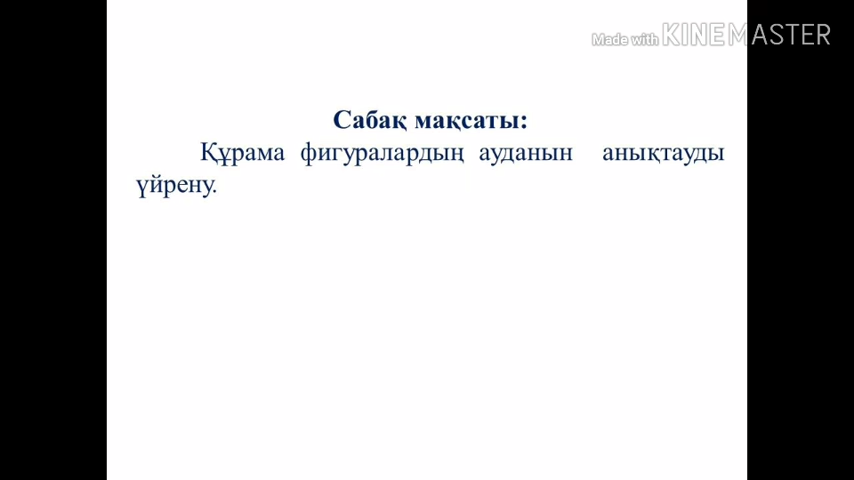 Made with KINEMASTER
Сабақ мақсаты:
Құрама фигуралардың ауданын анықтауды
үйрену.